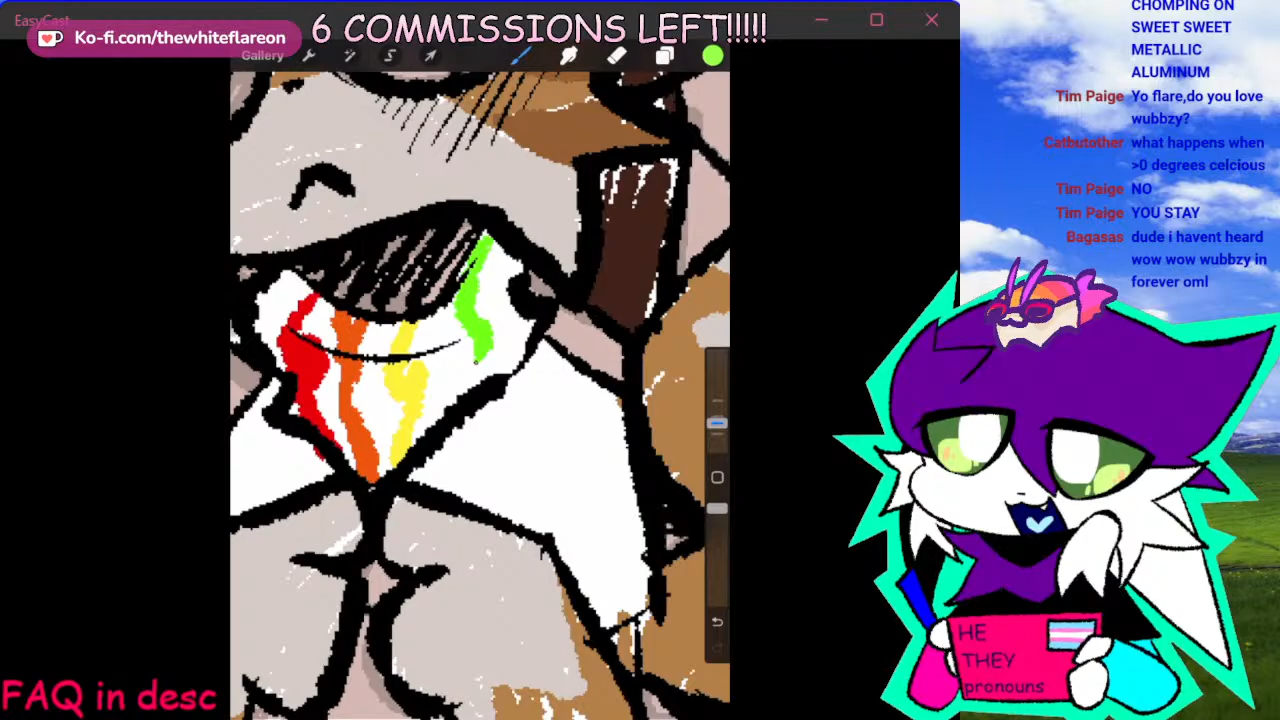 EasyCast
Ko-fi.com/thewhiteflareon
6 COMMISSIONS LEFT!!!!!
Gallery
CHOMPING ON
SWEET SWEET
METALLIC
ALUMINUM
Tim Paige Yo flare,do you love
wubbzy?
Catbutother what happens when
>0 degrees celcious
Tim Paige NO
Tim Paige YOU STAY
Bagasas dude i havent heard
wow wow wubbzy in
forever oml
HE
THEY
pronouns
FAQ in desc